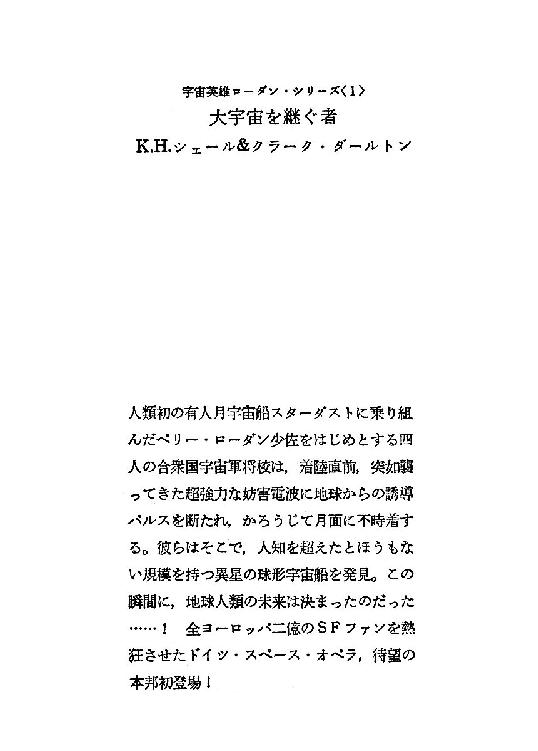 宇宙英雄ローダン・シリーズ〈1〉
大宇宙を継ぐ者
K.H.シェール&クラーク・ダールトン
人類初の有人月宇宙船スターダストに乗り組
んだペリー・ローダン少佐をはじめとする四
人の合衆国宇宙軍将校は，着陸直前，突如襲
ってきた超強力な妨害電波に地球からの誘導
パルスを断たれ，かろうじて月面に不時着す
る。彼らはそこで，人知を超えたとほうもな
い規模を持つ異星の球形宇宙船を発見。この
瞬間に，地球人類の未来は決まったのだった
……！　全ヨーロッパ二億のSFファンを熱
狂させたドイツ・スペース・オペラ，待望の
本邦初登場！